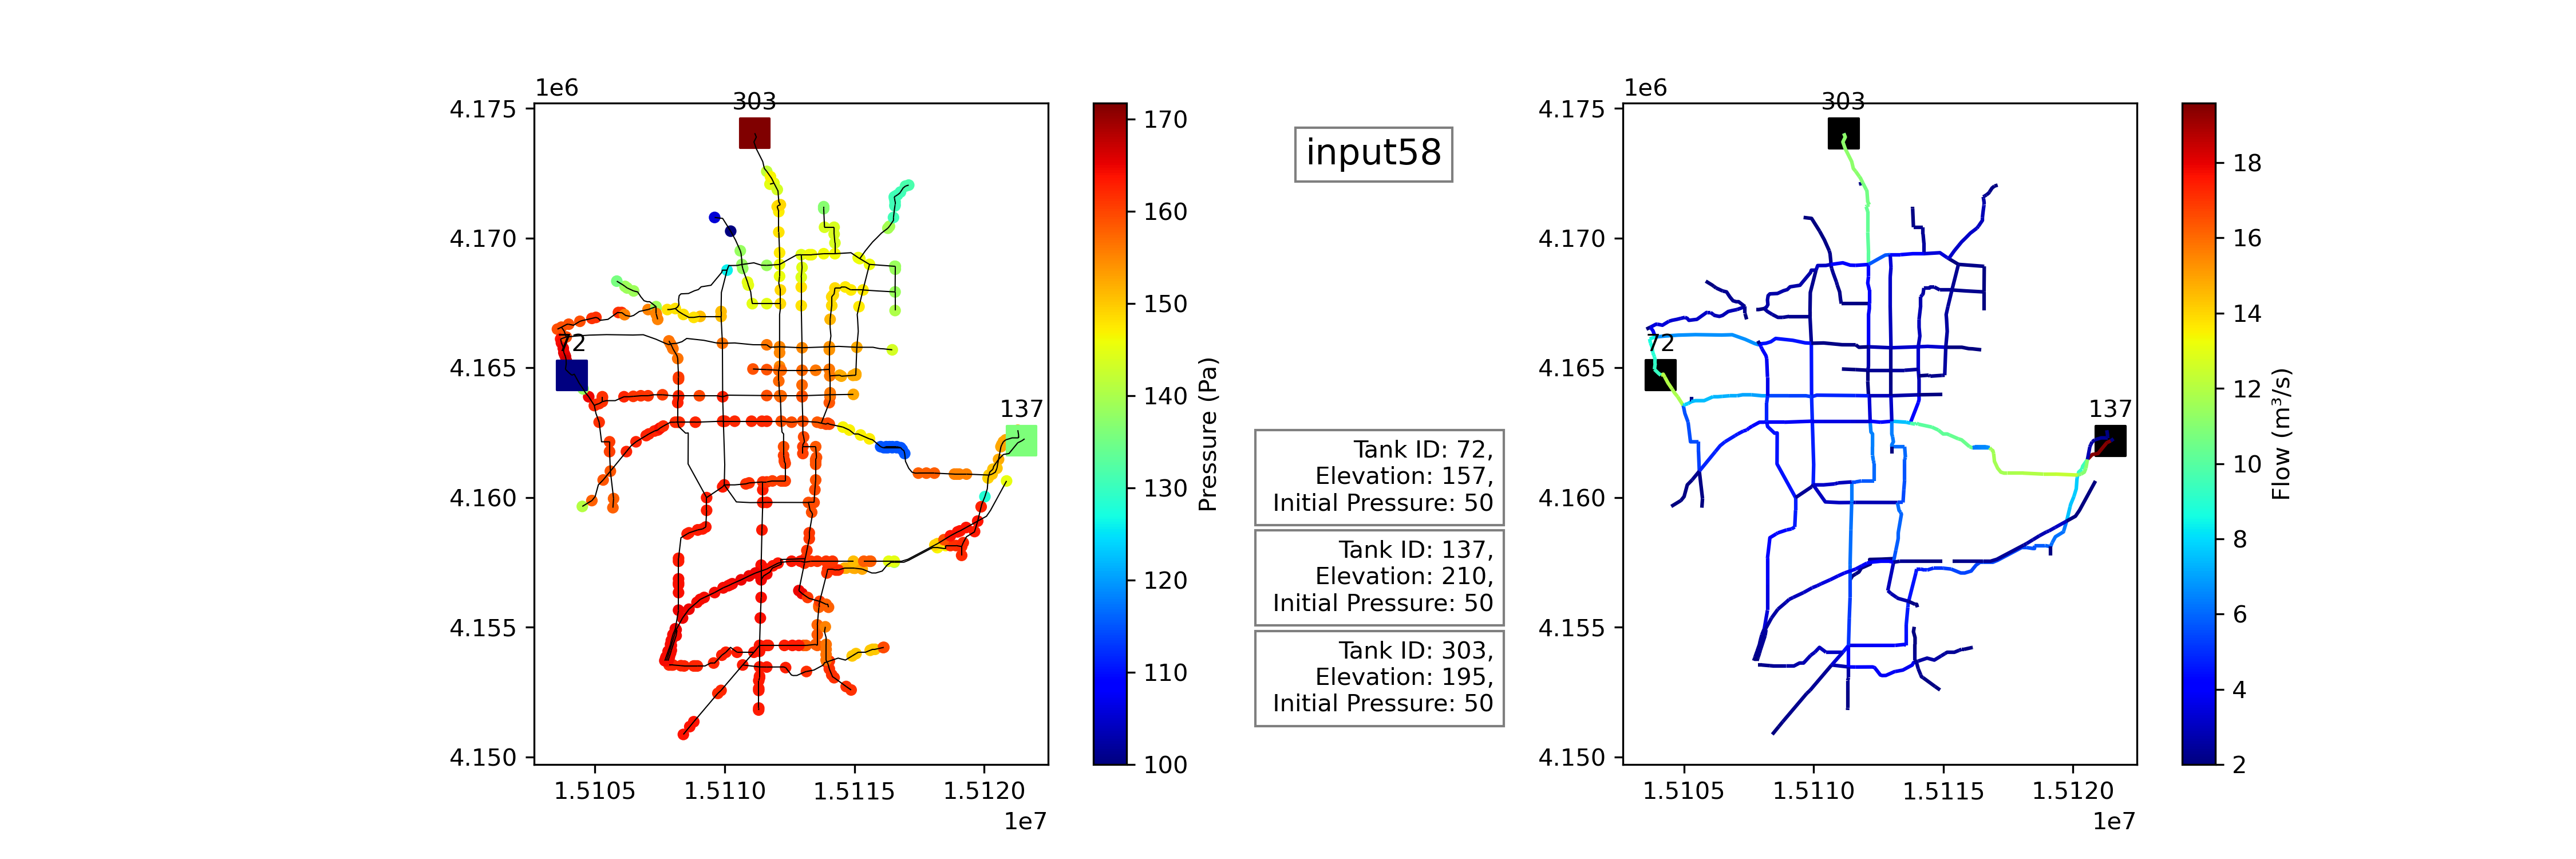 1e6
303
4.175
4.170
4.165
4.160
4.155
4.150
72
137
1.5105
1.5110
1.5115
1.5120
1e7
170
160
150
140
130
120
110
100
Pressure (Pa)
input58
Tank ID: 72,
Elevation: 157,
Initial Pressure: 50
Tank ID: 137,
Elevation: 210,
Initial Pressure: 50
Tank ID: 303,
Elevation: 195,
Initial Pressure: 50
1e6
303
4.175
4.170
4.165
4.160
4.155
4.150
72
137
1.5105
1.5110
1.5115
1.5120
1e7
18
16
14
12
10
8
6
4
2
Flow (m³/s)